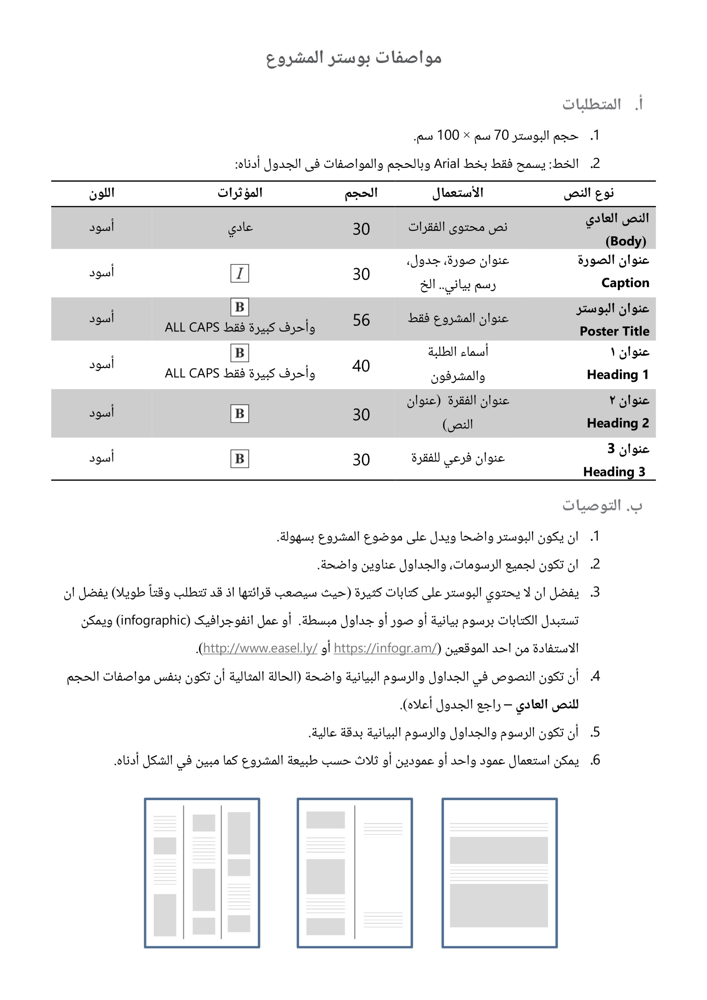 مواصفات بوستر المشروع
أ. المتطلبات
1. حجم البوستر 70 سم × 100 سم.
2. الخط: يسمح فقط بخط Arial وبالحجم والمواصفات فى الجدول أدناه:
نوع النص الأستعمال الحجم المؤثرات اللون
النص العادي
(Body)
نص محتوى الفقرات 30 عادي أسود
عنوان الصورة
Caption
عنوان صورة، جدول،
رسم بياني.. الخ
30 I أسود
عنوان البوستر
Poster Title
عنوان المشروع فقط 56 B
وأحرف كبيرة فقط ALL CAPS
أسود
عنوان ١
Heading 1
أسماء الطلبة
والمشرفون
40 B
وأحرف كبيرة فقط ALL CAPS
أسود
عنوان ٢
Heading 2
عنوان الفقرة (عنوان
النص)
30 B أسود
عنوان 3
Heading 3
عنوان فرعي للفقرة 30 B أسود
ب. التوصيات
1. ان يكون البوستر واضحا ويدل على موضوع المشروع بسهولة.
2. ان تكون لجميع الرسومات، والجداول عناوين واضحة.
3. يفضل ان لا يحتوي البوستر على كتابات كثيرة (حيث سيصعب قرائتها اذ قد تتطلب وقتاً طويلا) يفضل ان
تستبدل الكتابات برسوم بيانية أو صور أو جداول مبسطة. أو عمل انفوجرافيک (infographic) ويمكن
الاستفادة من احد الموقعين (https://infogr.am/ أو http://www.easel.ly/).
4. أن تكون النصوص في الجداول والرسوم البيانية واضحة (الحالة المثالية أن تكون بنفس مواصفات الحجم
للنص العادي – راجع الجدول أعلاه).
5. أن تكون الرسوم والجداول والرسوم البيانية بدقة عالية.
6. يمكن استعمال عمود واحد أو عمودين أو ثلاث حسب طبيعة المشروع كما مبين في الشكل أدناه.